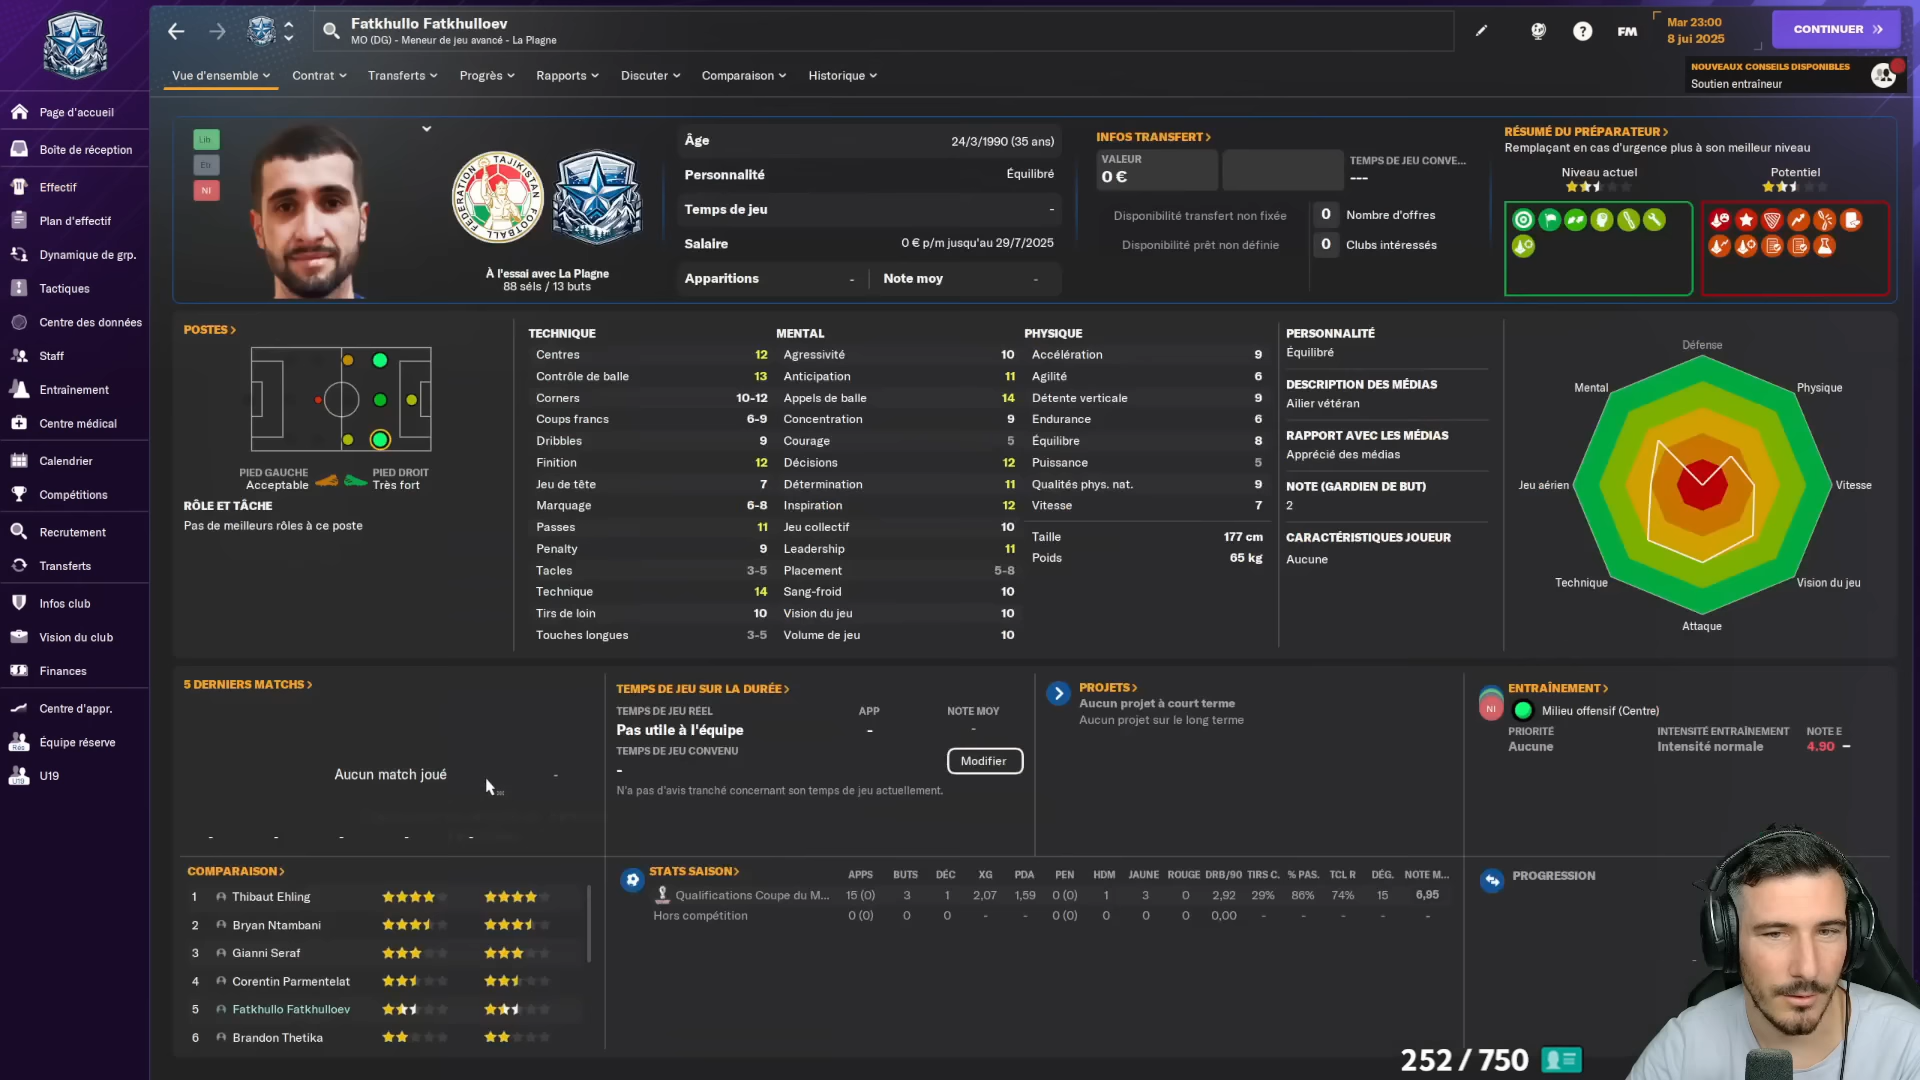 Fatkhullo Fatkhulloev
MO (DG) - Meneur de jeu avancé - La Plagne
FM
Mar 23:00
8 jui 2025
CONTINUER
Vue d'ensemble
Contrat
Transferts
Progrès
Rapports
Discuter
Comparaison
Historique
NOUVEAUX CONSEILS DISPONIBLES
Soutien entraîneur
Page d'accueil
Boîte de réception
Effectif
Plan d'effectif
Dynamique de grp.
Tactiques
Centre des données
Staff
Entraînement
Centre médical
Calendrier
Compétitions
Recrutement
Transferts
Infos club
Vision du club
Finances
Centre d'appr.
Équipe réserve
U19
Lib
Etr
NI
À l'essai avec La Plagne
88 séls / 13 buts
Âge 24/3/1990 (35 ans)
Personnalité Équilibré
Temps de jeu -
Salaire 0 € p/m jusqu'au 29/7/2025
Apparitions - Note moy -
INFOS TRANSFERT
VALEUR
0 €
TEMPS DE JEU CONVE...
---
Disponibilité transfert non fixée 0 Nombre d'offres
Disponibilité prêt non définie 0 Clubs intéressés
RÉSUMÉ DU PRÉPARATEUR
Remplaçant en cas d'urgence plus à son meilleur niveau
Niveau actuel Potentiel
POSTES
PIED GAUCHE
Acceptable
PIED DROIT
Très fort
RÔLE ET TÂCHE
Pas de meilleurs rôles à ce poste
TECHNIQUE
Centres 12
Contrôle de balle 13
Corners 10-12
Coups francs 6-9
Dribbles 9
Finition 12
Jeu de tête 7
Marquage 6-8
Passes 11
Penalty 9
Tacles 3-5
Technique 14
Tirs de loin 10
Touches longues 3-5
MENTAL
Agressivité 10
Anticipation 11
Appels de balle 14
Concentration 9
Courage 5
Décisions 12
Détermination 11
Inspiration 12
Jeu collectif 10
Leadership 11
Placement 5-8
Sang-froid 10
Vision du jeu 10
Volume de jeu 10
PHYSIQUE
Accélération 9
Agilité 6
Détente verticale 9
Endurance 6
Équilibre 8
Puissance 5
Qualités phys. nat. 9
Vitesse 7
Taille 177 cm
Poids 65 kg
PERSONNALITÉ
Équilibré
DESCRIPTION DES MÉDIAS
Ailier vétéran
RAPPORT AVEC LES MÉDIAS
Apprécié des médias
NOTE (GARDIEN DE BUT)
2
CARACTÉRISTIQUES JOUEUR
Aucune
Défense
Mental
Physique
Jeu aérien
Vitesse
Technique
Vision du jeu
Attaque
5 DERNIERS MATCHS
Aucun match joué -
- - - - -
TEMPS DE JEU SUR LA DURÉE
TEMPS DE JEU RÉEL APP NOTE MOY
Pas utile à l'équipe - -
TEMPS DE JEU CONVENU
-
Modifier
N'a pas d'avis tranché concernant son temps de jeu actuellement.
PROJETS
Aucun projet à court terme
Aucun projet sur le long terme
ENTRAÎNEMENT
NI
Milieu offensif (Centre)
PRIORITÉ INTENSITÉ ENTRAÎNEMENT NOTE E
Aucune Intensité normale 4.90 –
COMPARAISON
1 Thibaut Ehling
2 Bryan Ntambani
3 Gianni Seraf
4 Corentin Parmentelat
5 Fatkhullo Fatkhulloev
6 Brandon Thetika
STATS SAISON
APPS BUTS DÉC XG PDA PEN HDM JAUNE ROUGE DRB/90 TIRS C. % PAS. TCL R DÉG. NOTE M...
Qualifications Coupe du M... 15 (0) 3 1 2,07 1,59 0 (0) 1 3 0 2,92 29% 86% 74% 15 6,95
Hors compétition 0 (0) 0 0 - - 0 (0) 0 0 0 0,00 - - - - -
PROGRESSION
252 / 750